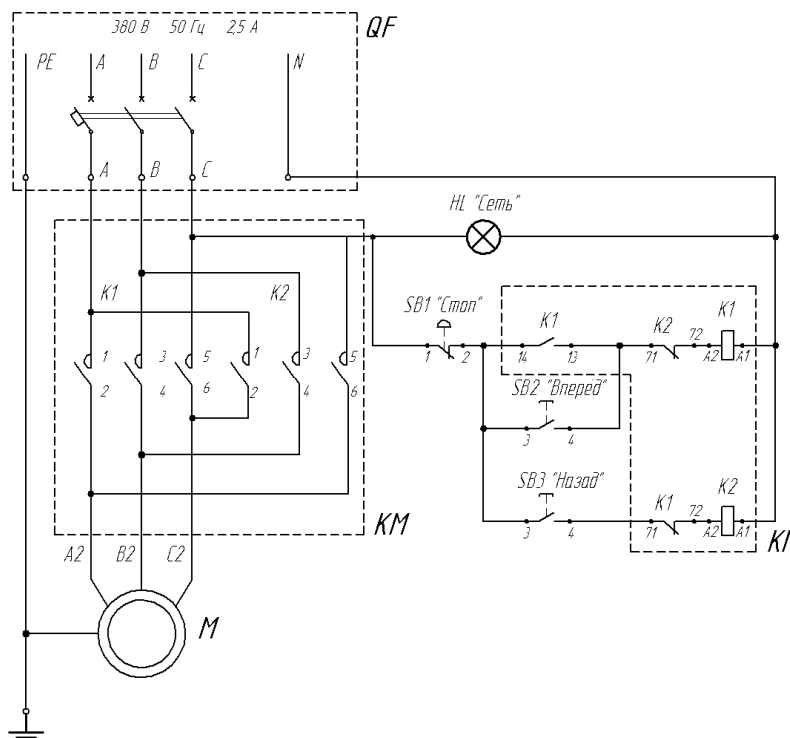 380 В 50 Гц 2,5 А
QF
PE A B C N
A B C
HL "Сеть"
K1 K2
SB1 "Стоп"
K1 K2 K1
1 2 14 13 71 72 A2 A1
1 3 5 1 3 5
2 4 6 2 4 6
SB2 "Вперед"
3 4
SB3 "Назад"
K1 K2
3 4 71 72 A2 A1
KM
A2 B2 C2
M